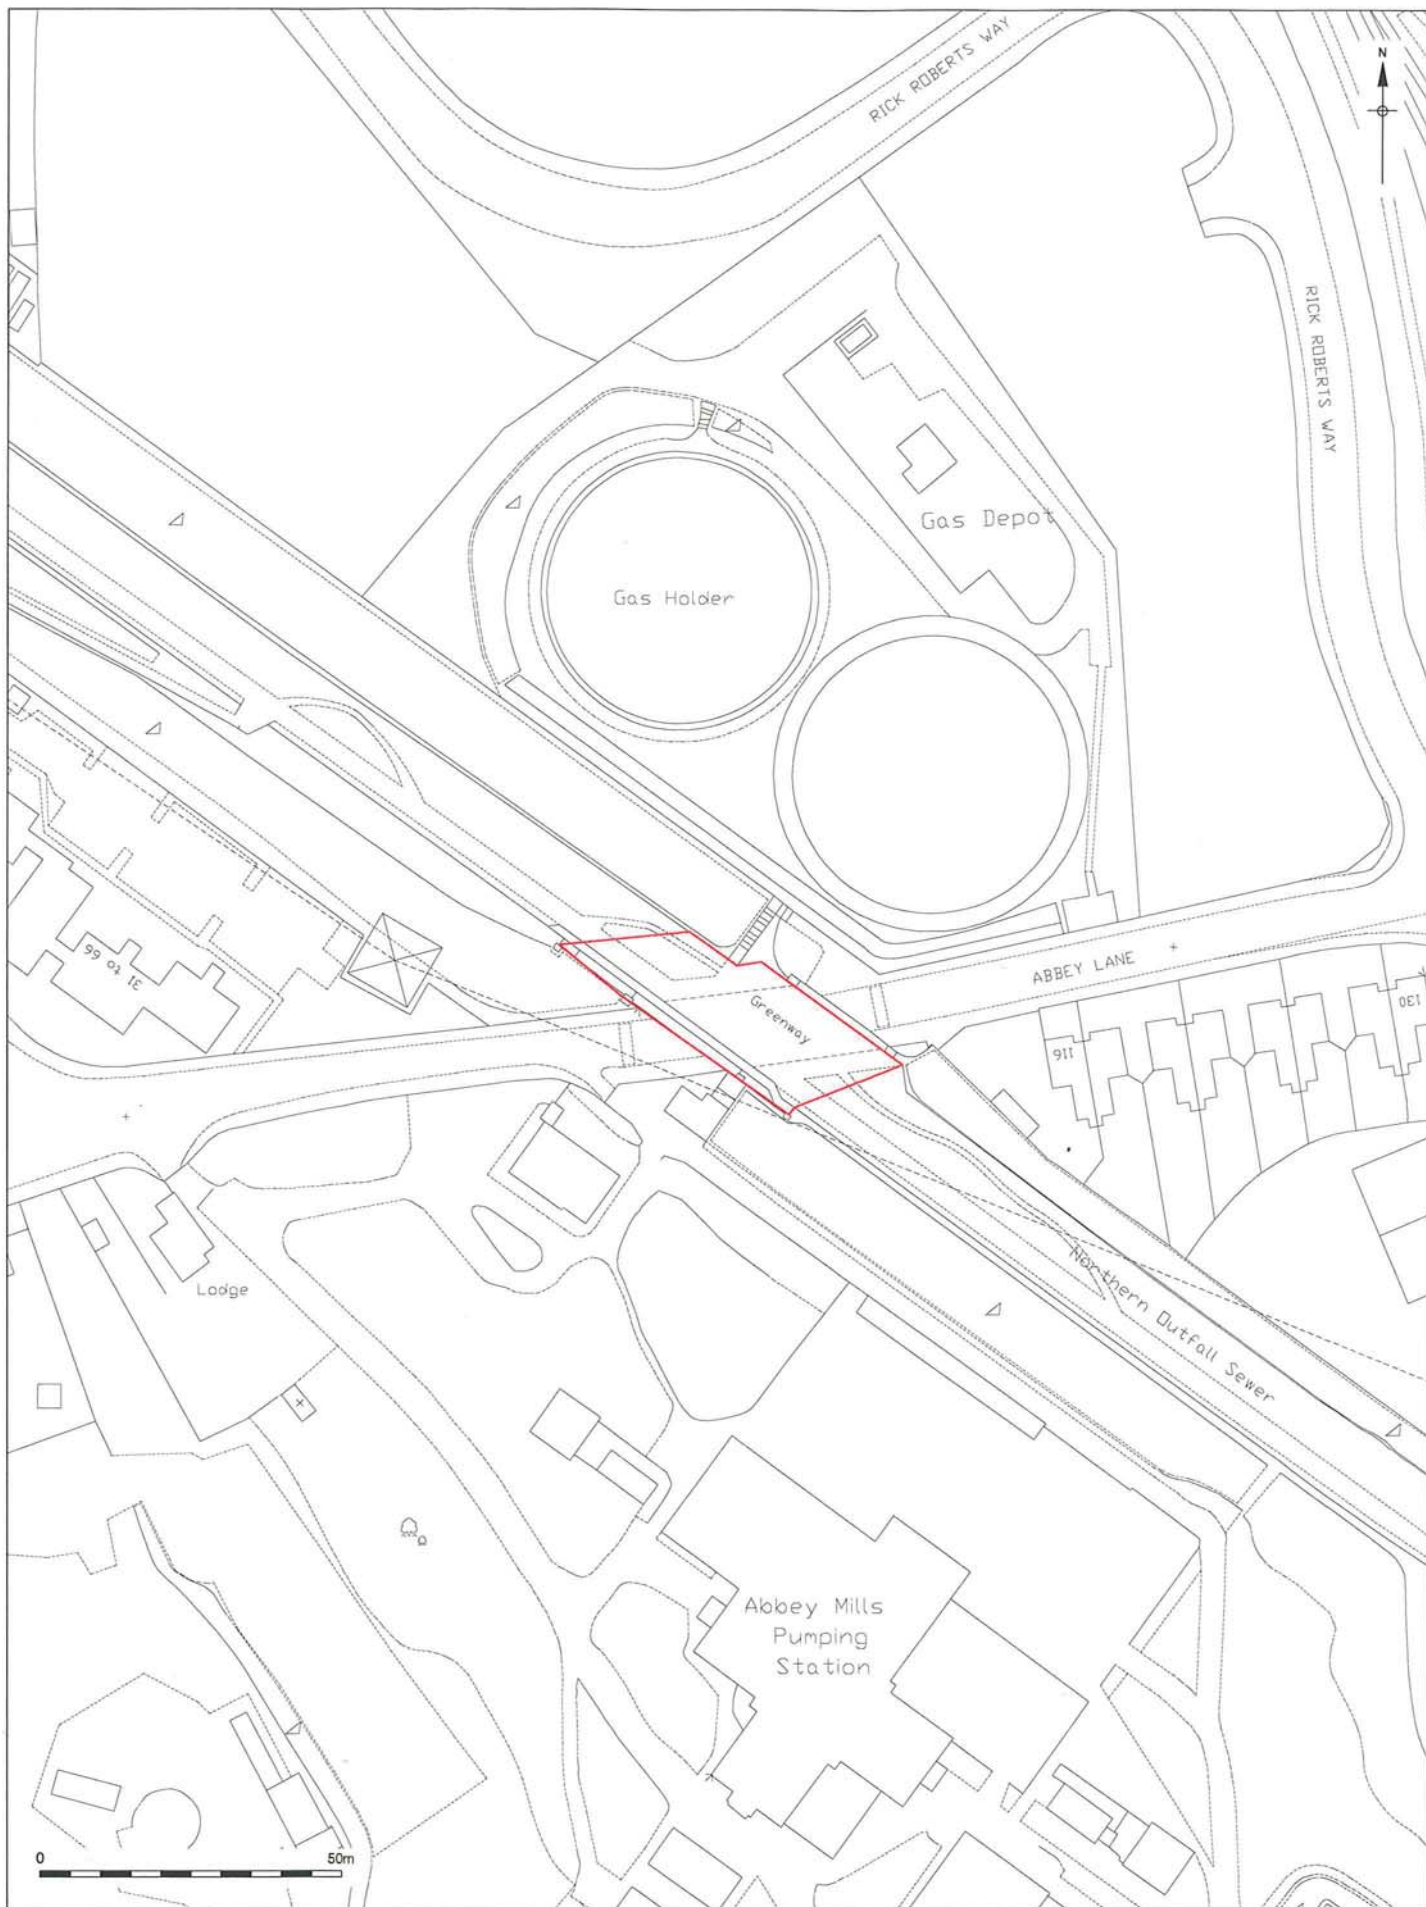 RICK ROBERTS WAY
N
RICK ROBERTS WAY
Gas Depot
Gas Holder
31 to 66
ABBEY LANE
Greenway
116
130
Lodge
Northern Outfall Sewer
Abbey Mills
Pumping
Station
0
50m